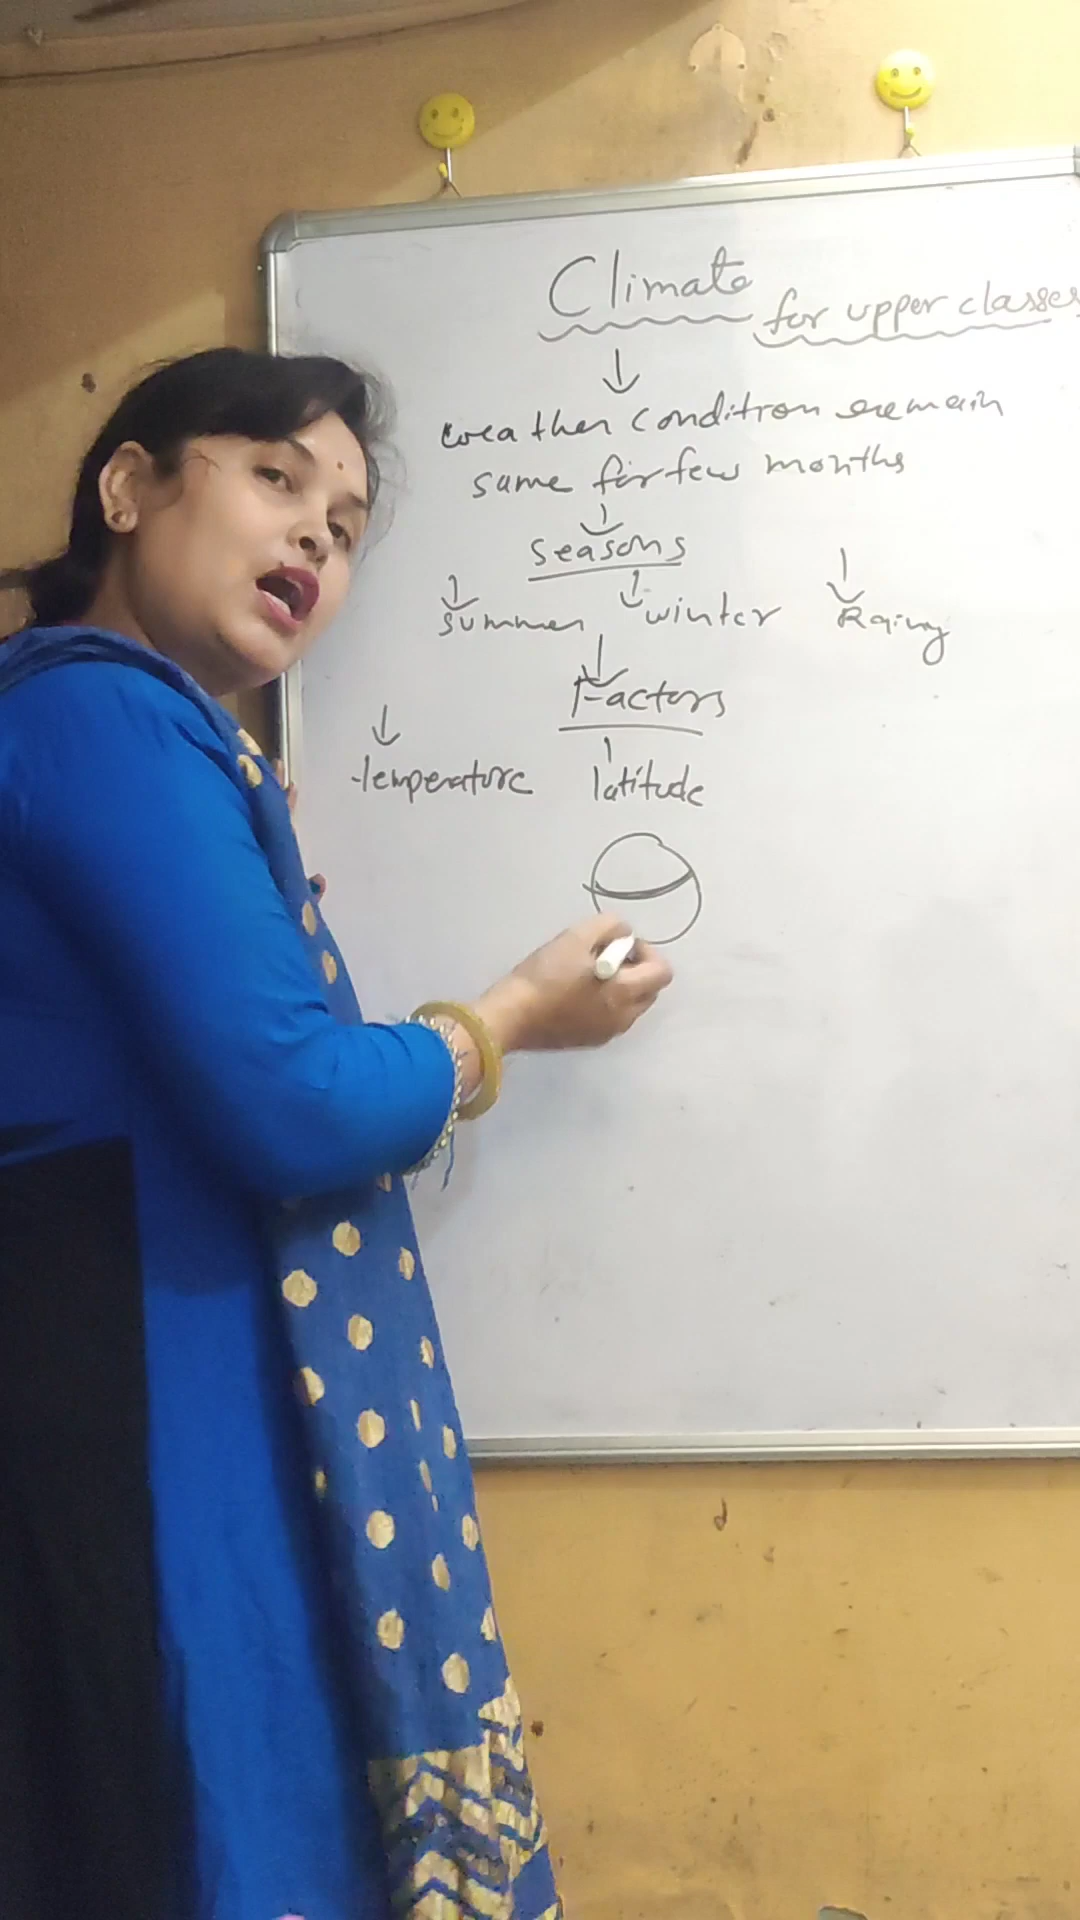 Climate for upper classes
weather condition remain
same for few months
Seasons
Summer winter Rainy
Factors
temperature latitude